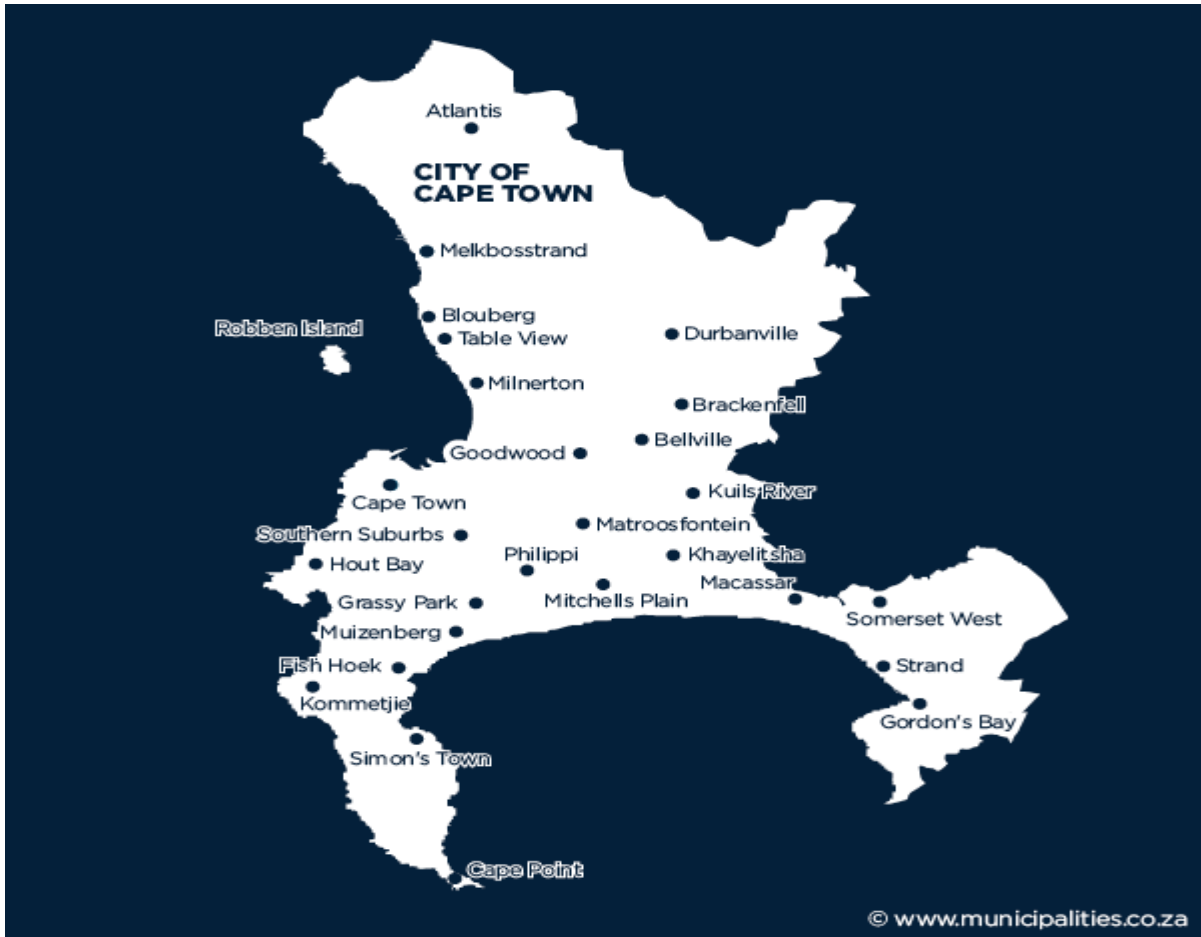 Atlantis
CITY OF
CAPE TOWN
Melkbosstrand
Blouberg
Robben Island
Table View
Durbanville
Milnerton
Brackenfell
Bellville
Goodwood
Kuils River
Cape Town
Matroosfontein
Southern Suburbs
Philippi
Khayelitsha
Hout Bay
Macassar
Mitchells Plain
Grassy Park
Somerset West
Muizenberg
Fish Hoek
Strand
Kommetjie
Gordon's Bay
Simon's Town
Cape Point
© www.municipalities.co.za